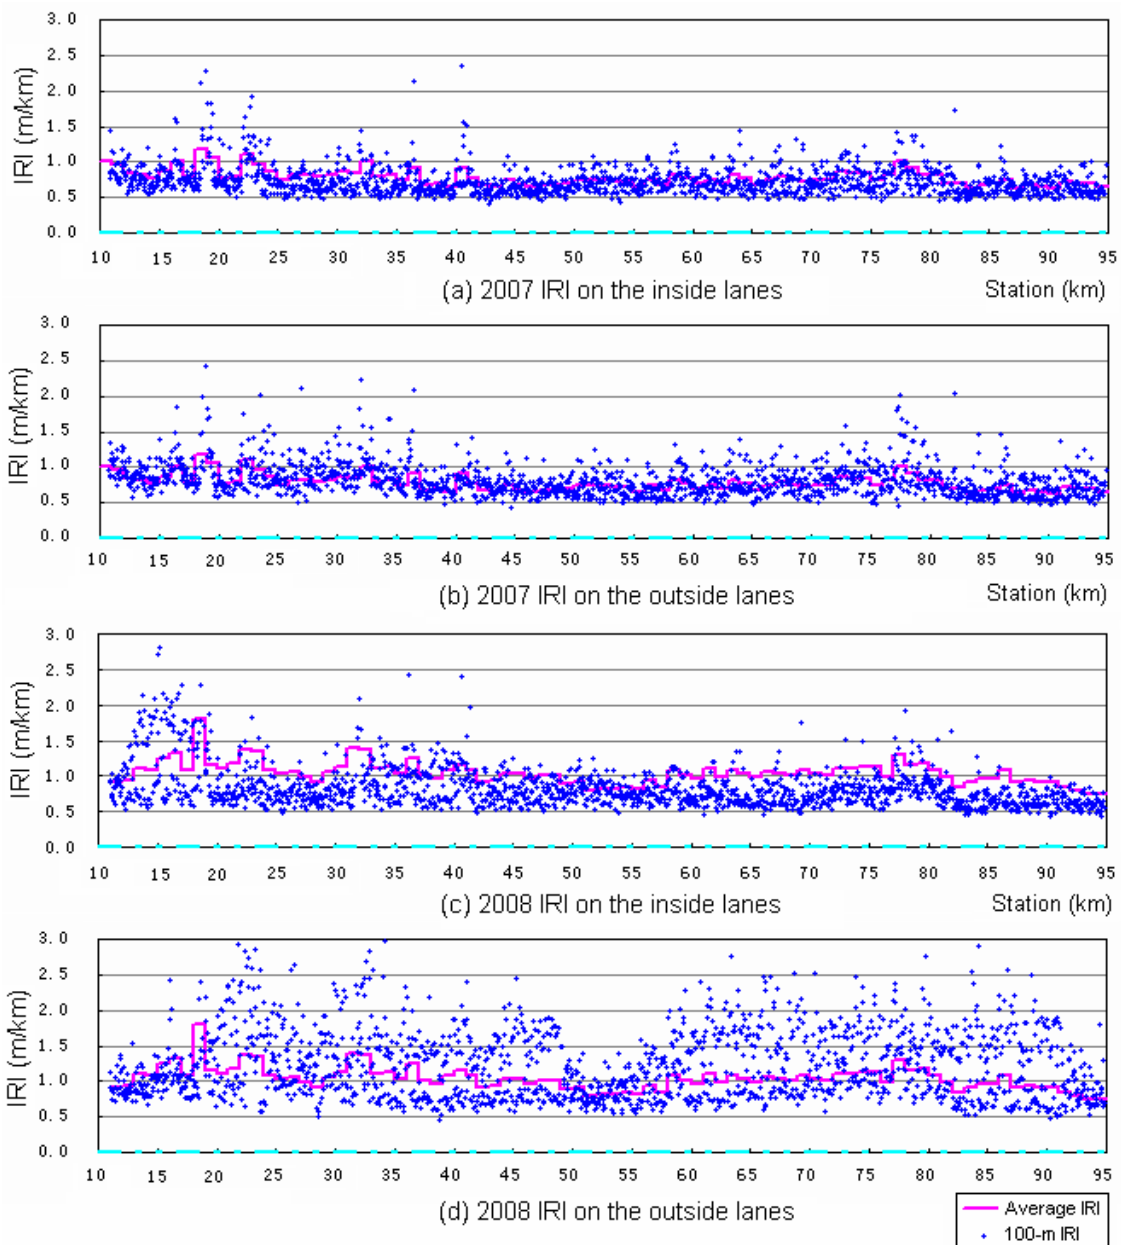 3. 0
2. 5
2. 0
1. 5
1. 0
0. 5
0. 0
IRI (m/km)
10 15 20 25 30 35 40 45 50 55 60 65 70 75 80 85 90 95
(a) 2007 IRI on the inside lanes Station (km)
3. 0
2. 5
2. 0
1. 5
1. 0
0. 5
0. 0
IRI (m/km)
10 15 20 25 30 35 40 45 50 55 60 65 70 75 80 85 90 95
(b) 2007 IRI on the outside lanes Station (km)
3. 0
2. 5
2. 0
1. 5
1. 0
0. 5
0. 0
IRI (m/km)
10 15 20 25 30 35 40 45 50 55 60 65 70 75 80 85 90 95
(c) 2008 IRI on the inside lanes Station (km)
3. 0
2. 5
2. 0
1. 5
1. 0
0. 5
0. 0
IRI (m/km)
10 15 20 25 30 35 40 45 50 55 60 65 70 75 80 85 90 95
(d) 2008 IRI on the outside lanes
Average IRI
100-m IRI